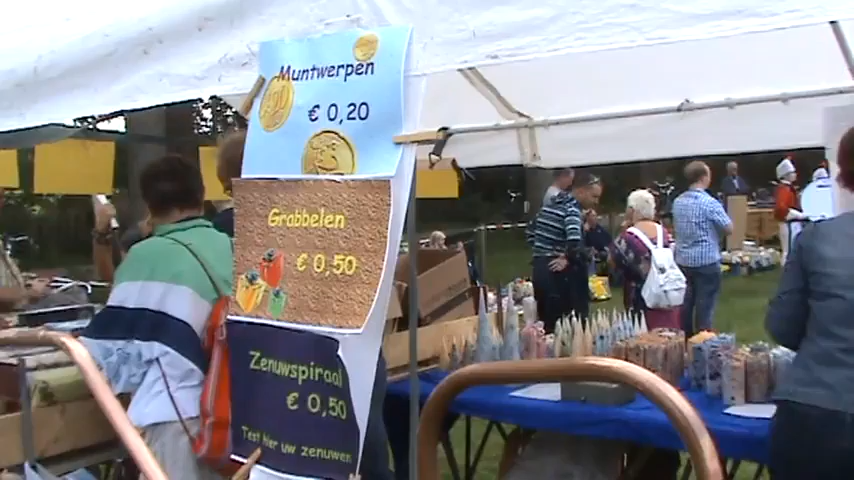 Muntwerpen
€ 0,20
Grabbelen
€ 0,50
Zenuwspiraal
€ 0,50
Test hier uw zenuwen